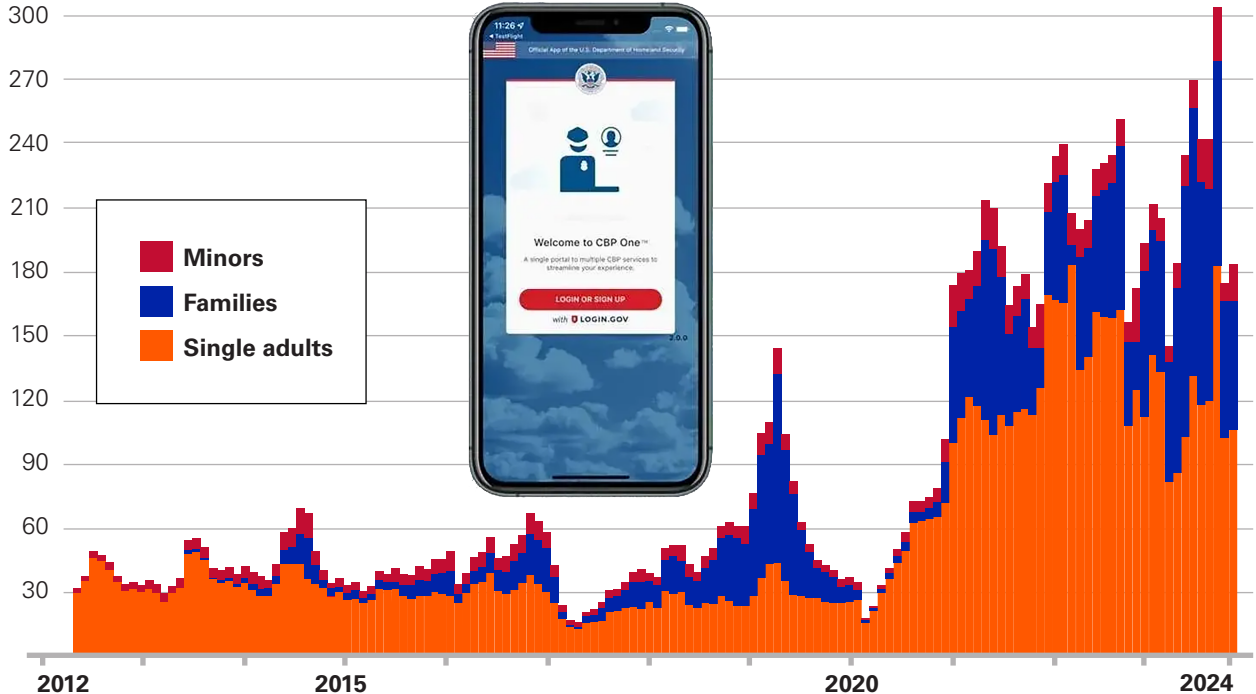 300
270
240
210
180
150
120
90
60
30
11:26
TestFlight
Official App of the U.S. Department of Homeland Security
Welcome to CBP One™
A single portal to multiple CBP services to
streamline your experience.
LOGIN OR SIGN UP
with LOGIN.GOV
2.0.0
Minors
Families
Single adults
2012
2015
2020
2024